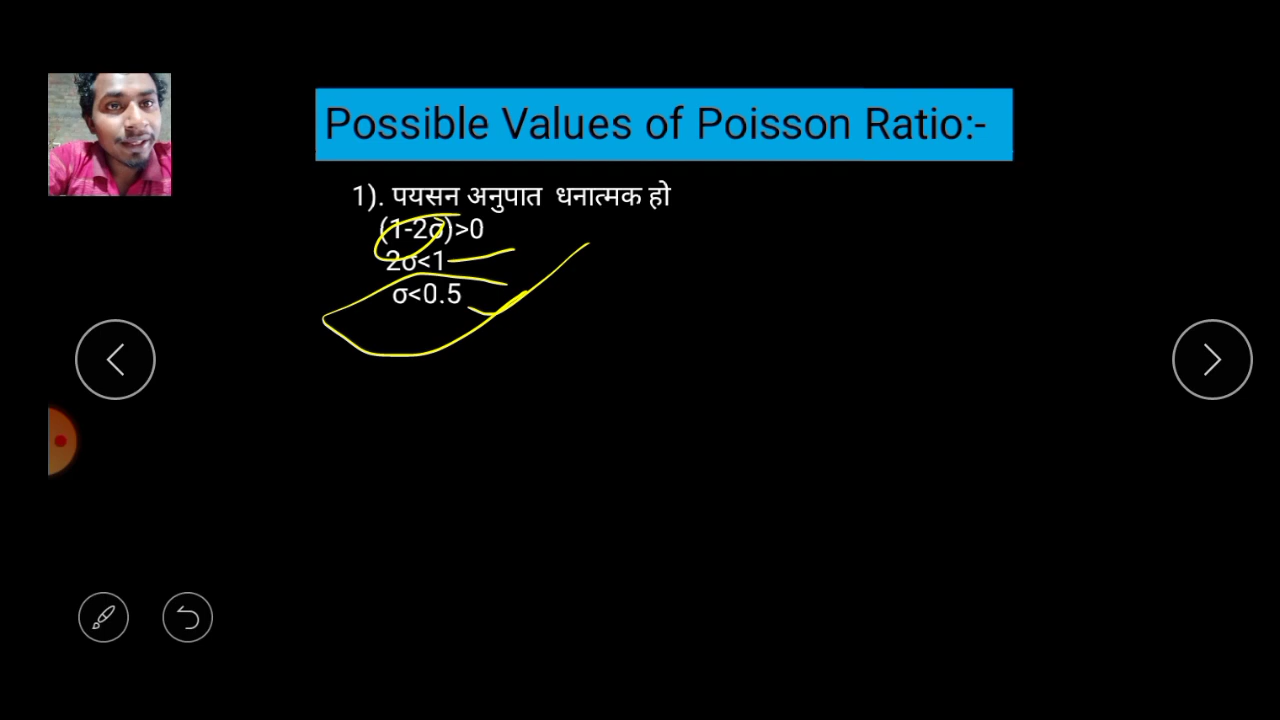 Possible Values of Poisson Ratio:-
1). पयसन अनुपात धनात्मक हो
(1-2σ)>0
2σ<1
σ<0.5